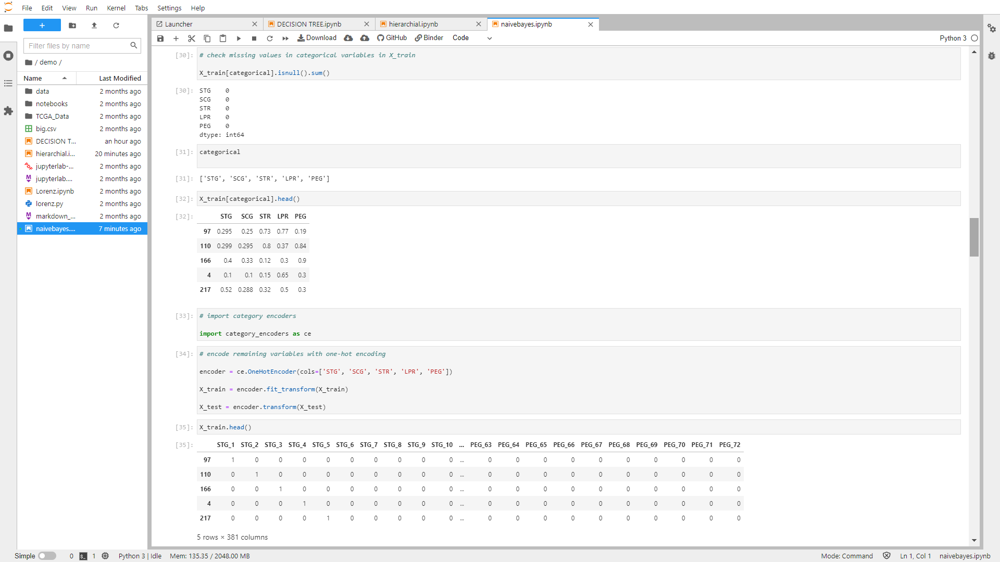 File Edit View Run Kernel Tabs Settings Help
+
Filter files by name
/ demo /
Name Last Modified
data 2 months ago
notebooks 2 months ago
TCGA_Data 2 months ago
big.csv 2 months ago
DECISION T... an hour ago
hierarchial.i... 20 minutes ago
jupyterlab-... 2 months ago
jupyterlab.... 2 months ago
Lorenz.ipynb 2 months ago
lorenz.py 2 months ago
markdown_... 2 months ago
naivebayes.... 7 minutes ago
Launcher DECISION TREE.ipynb hierarchial.ipynb naivebayes.ipynb
Download GitHub Binder Code Python 3
[30]: # check missing values in categorical variables in X_train
X_train[categorical].isnull().sum()
[30]: STG 0
SCG 0
STR 0
LPR 0
PEG 0
dtype: int64
[31]: categorical
[31]: ['STG', 'SCG', 'STR', 'LPR', 'PEG']
[32]: X_train[categorical].head()
[32]: STG SCG STR LPR PEG
97 0.295 0.25 0.73 0.77 0.19
110 0.299 0.295 0.8 0.37 0.84
166 0.4 0.33 0.12 0.3 0.9
4 0.1 0.1 0.15 0.65 0.3
217 0.52 0.288 0.32 0.5 0.3
[33]: # import category encoders
import category_encoders as ce
[34]: # encode remaining variables with one-hot encoding
encoder = ce.OneHotEncoder(cols=['STG', 'SCG', 'STR', 'LPR', 'PEG'])
X_train = encoder.fit_transform(X_train)
X_test = encoder.transform(X_test)
[35]: X_train.head()
[35]: STG_1 STG_2 STG_3 STG_4 STG_5 STG_6 STG_7 STG_8 STG_9 STG_10 ... PEG_63 PEG_64 PEG_65 PEG_66 PEG_67 PEG_68 PEG_69 PEG_70 PEG_71 PEG_72
97 1 0 0 0 0 0 0 0 0 0 ... 0 0 0 0 0 0 0 0 0 0
110 0 1 0 0 0 0 0 0 0 0 ... 0 0 0 0 0 0 0 0 0 0
166 0 0 1 0 0 0 0 0 0 0 ... 0 0 0 0 0 0 0 0 0 0
4 0 0 0 1 0 0 0 0 0 0 ... 0 0 0 0 0 0 0 0 0 0
217 0 0 0 0 1 0 0 0 0 0 ... 0 0 0 0 0 0 0 0 0 0
5 rows × 381 columns
Simple 0 1 Python 3 | Idle Mem: 135.35 / 2048.00 MB Mode: Command Ln 1, Col 1 naivebayes.ipynb